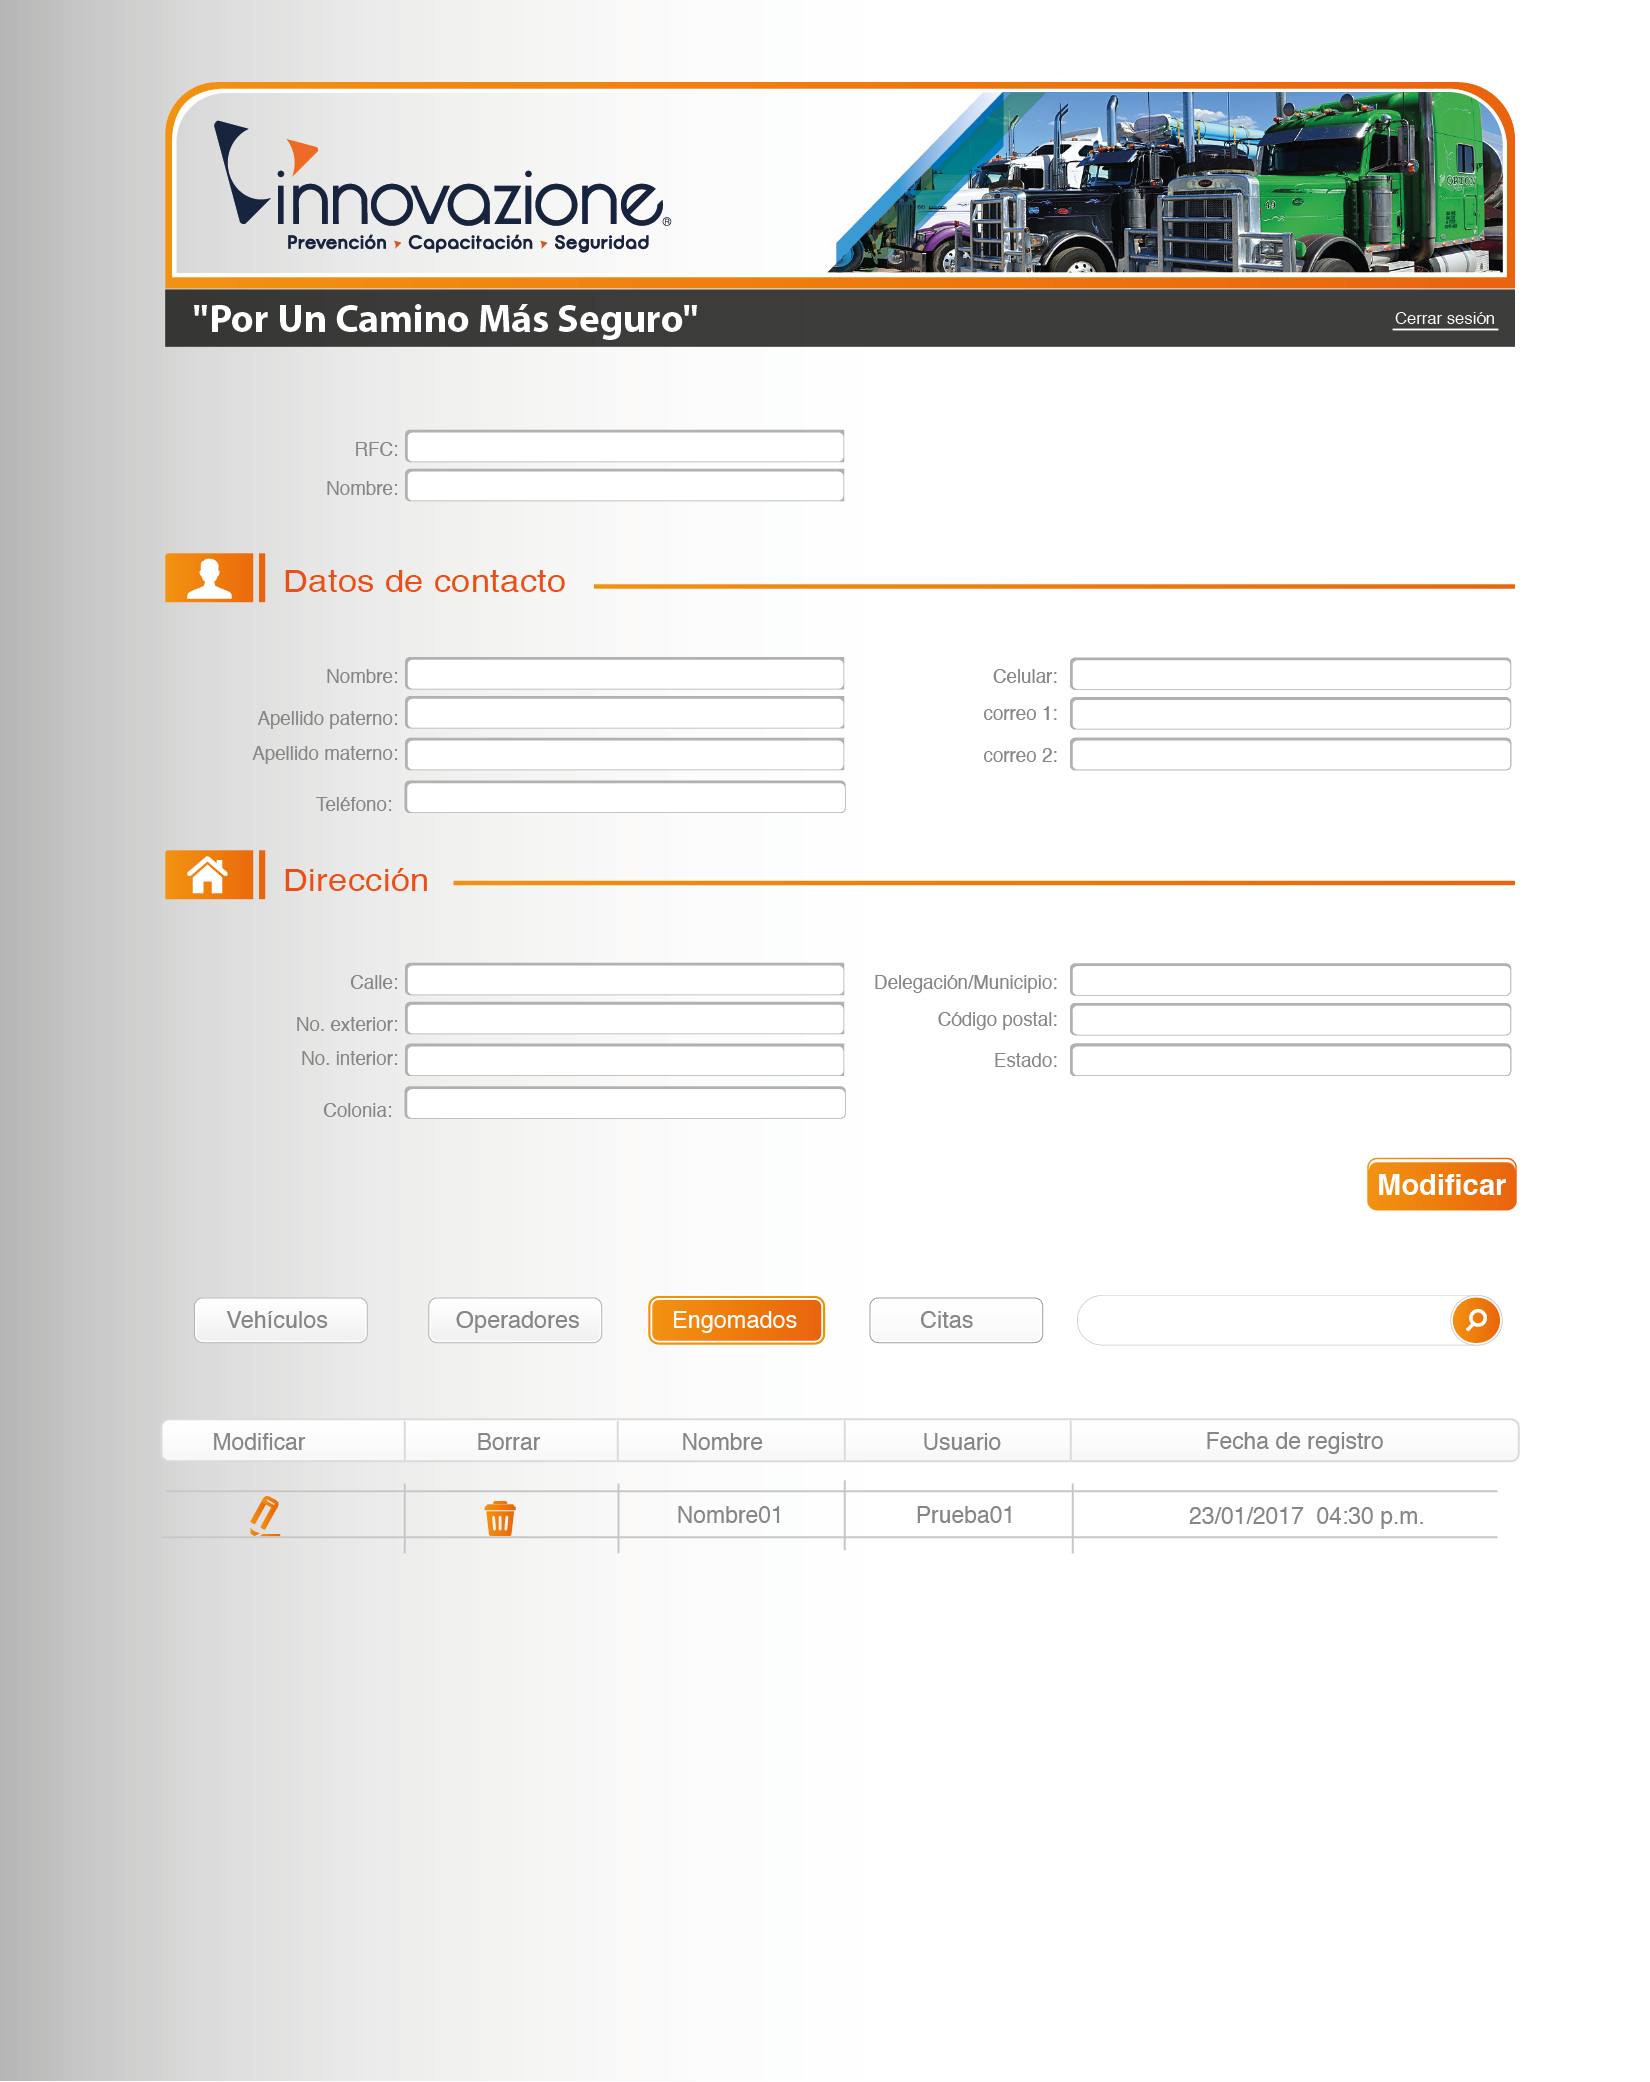 innovazione®
Prevención Capacitación Seguridad
"Por Un Camino Más Seguro"
Cerrar sesión
RFC:
Nombre:
Datos de contacto
Nombre:
Apellido paterno:
Apellido materno:
Teléfono:
Celular:
correo 1:
correo 2:
Dirección
Calle:
No. exterior:
No. interior:
Colonia:
Delegación/Municipio:
Código postal:
Estado:
Modificar
Vehículos Operadores Engomados Citas
Modificar Borrar Nombre Usuario Fecha de registro
Nombre01 Prueba01 23/01/2017 04:30 p.m.